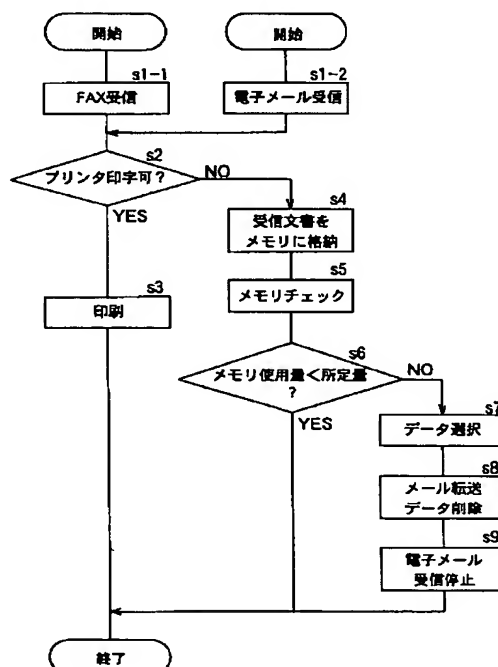 開始
開始
s1-1
s1-2
FAX受信
電子メール受信
s2
プリンタ印字可?
NO
YES
s4
受信文書を
メモリに格納
s5
メモリチェック
s3
印刷
s6
メモリ使用量<所定量
?
NO
YES
s7
データ選択
s8
メール転送
データ削除
s9
電子メール
受信停止
終了